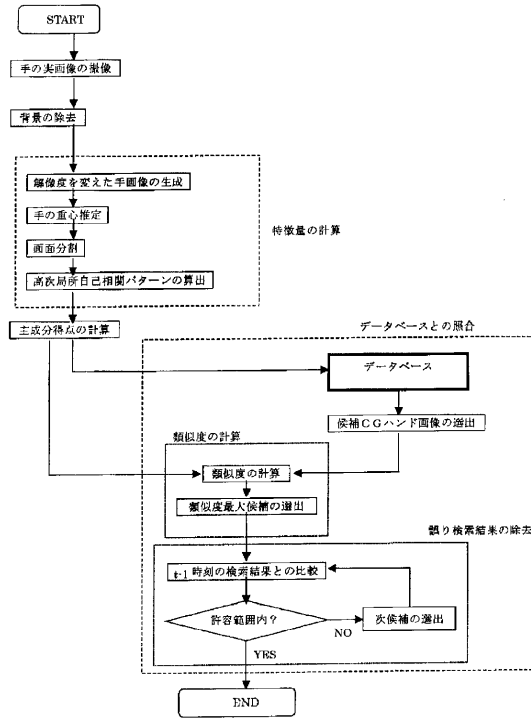 START
手の実画像の撮像
背景の除去
解像度を変えた手画像の生成
手の重心推定
画面分割
高次局所自己相関パターンの算出
特徴量の計算
主成分得点の計算
データベースとの照合
データベース
候補CGハンド画像の選出
類似度の計算
類似度の計算
類似度最大候補の選出
誤り検索結果の除去
t-1 時刻の検索結果との比較
許容範囲内?
NO
次候補の選出
YES
END